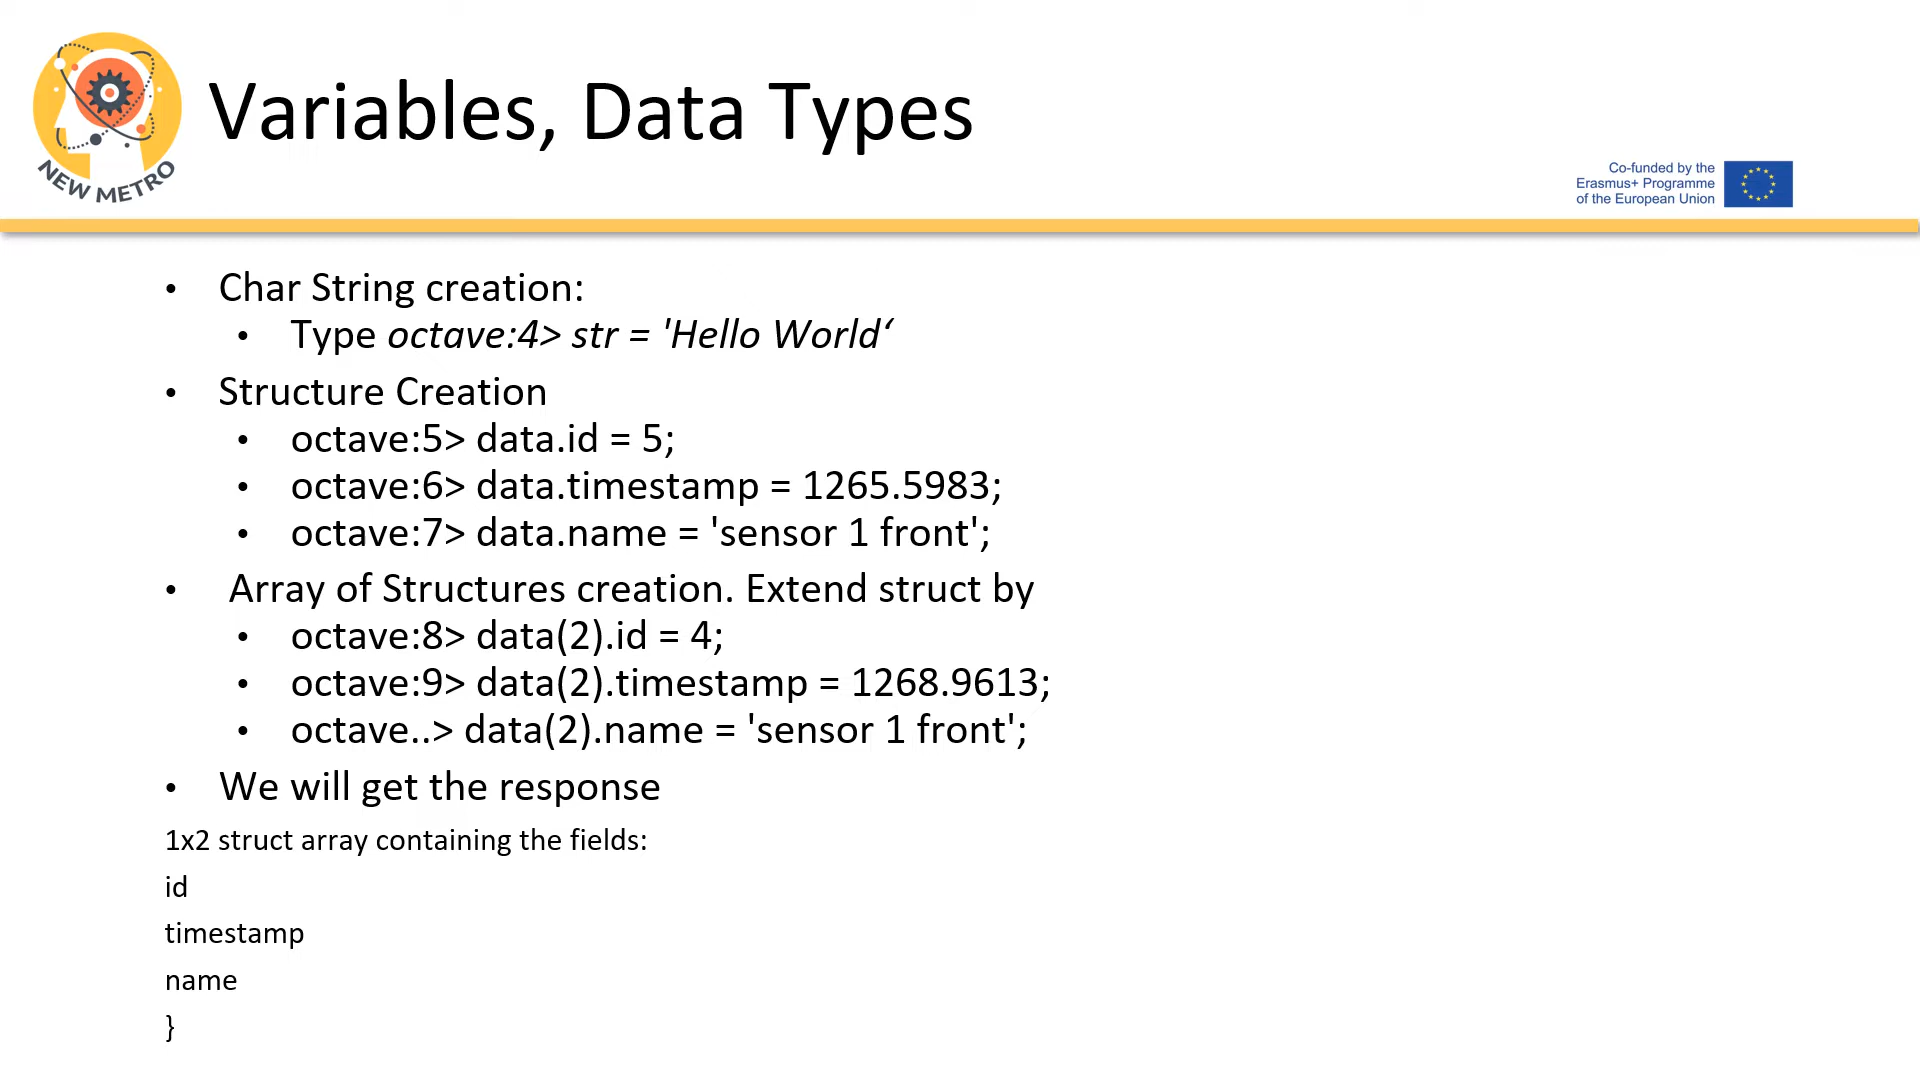 Variables, Data Types
NEW METRO
Co-funded by the
Erasmus+ Programme
of the European Union
• Char String creation:
• Type octave:4> str = 'Hello World‘
• Structure Creation
• octave:5> data.id = 5;
• octave:6> data.timestamp = 1265.5983;
• octave:7> data.name = 'sensor 1 front';
• Array of Structures creation. Extend struct by
• octave:8> data(2).id = 4;
• octave:9> data(2).timestamp = 1268.9613;
• octave..> data(2).name = 'sensor 1 front';
• We will get the response
1x2 struct array containing the fields:
id
timestamp
name
}